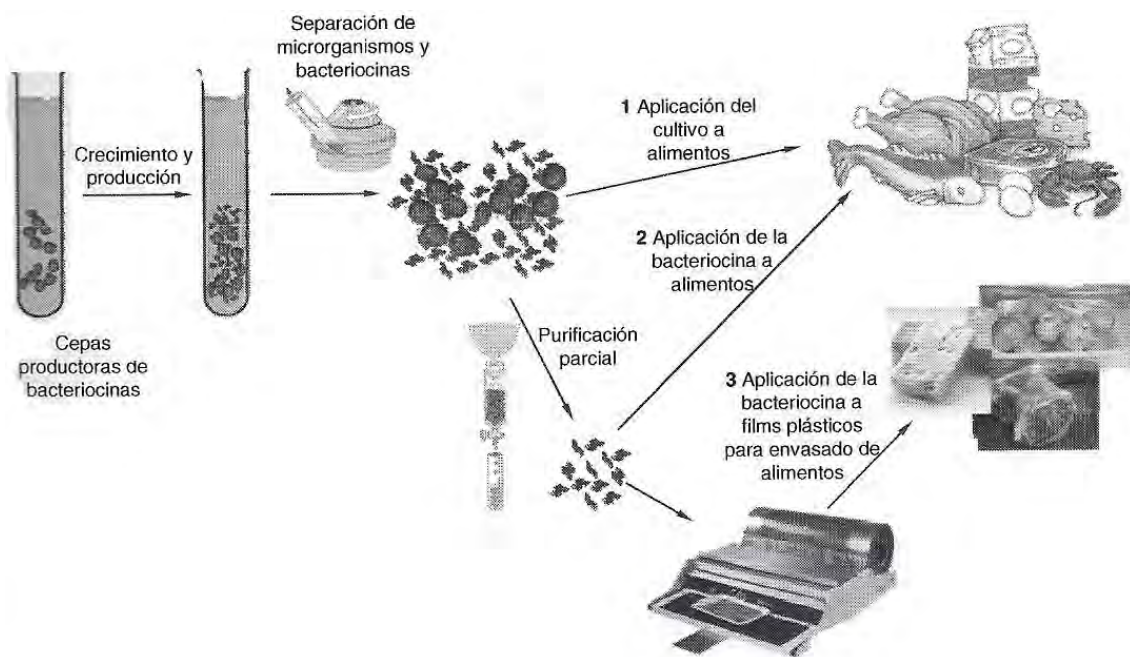 Separación de
microrganismos y
bacteriocinas
Crecimiento y
producción
Cepas
productoras de
bacteriocinas
1 Aplicación del
cultivo a
alimentos
2 Aplicación de la
bacteriocina a
alimentos
Purificación
parcial
3 Aplicación de la
bacteriocina a
films plásticos
para envasado de
alimentos